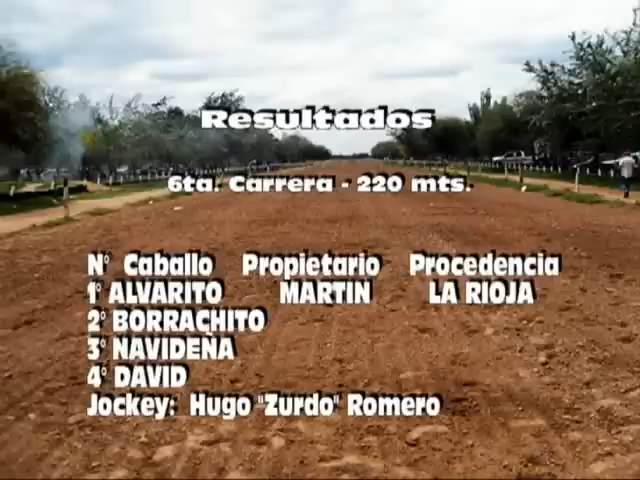 Resultados
6ta. Carrera - 220 mts.
N° Caballo Propietario Procedencia
1° ALVARITO MARTIN LA RIOJA
2° BORRACHITO
3° NAVIDEÑA
4° DAVID
Jockey: Hugo "Zurdo" Romero